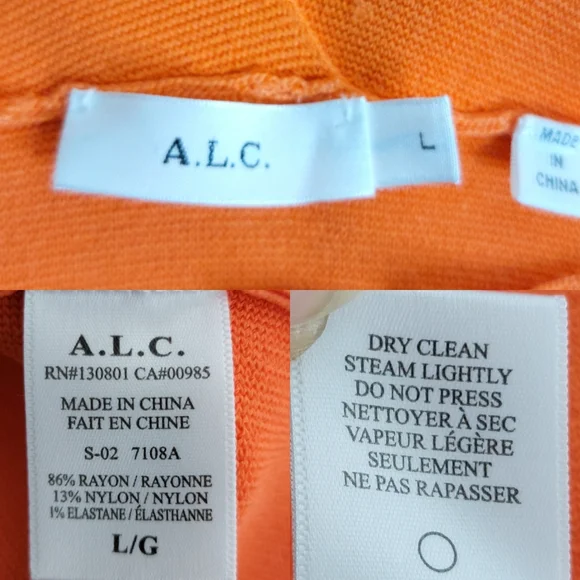 A.L.C.
L
MADE
IN
CHINA
A.L.C.
RN#130801 CA#00985
MADE IN CHINA
FAIT EN CHINE
S-02 7108A
86% RAYON / RAYONNE
13% NYLON / NYLON
1% ELASTANE / ÉLASTHANNE
L/G
DRY CLEAN
STEAM LIGHTLY
DO NOT PRESS
NETTOYER À SEC
VAPEUR LÉGÈRE
SEULEMENT
NE PAS RAPASSER